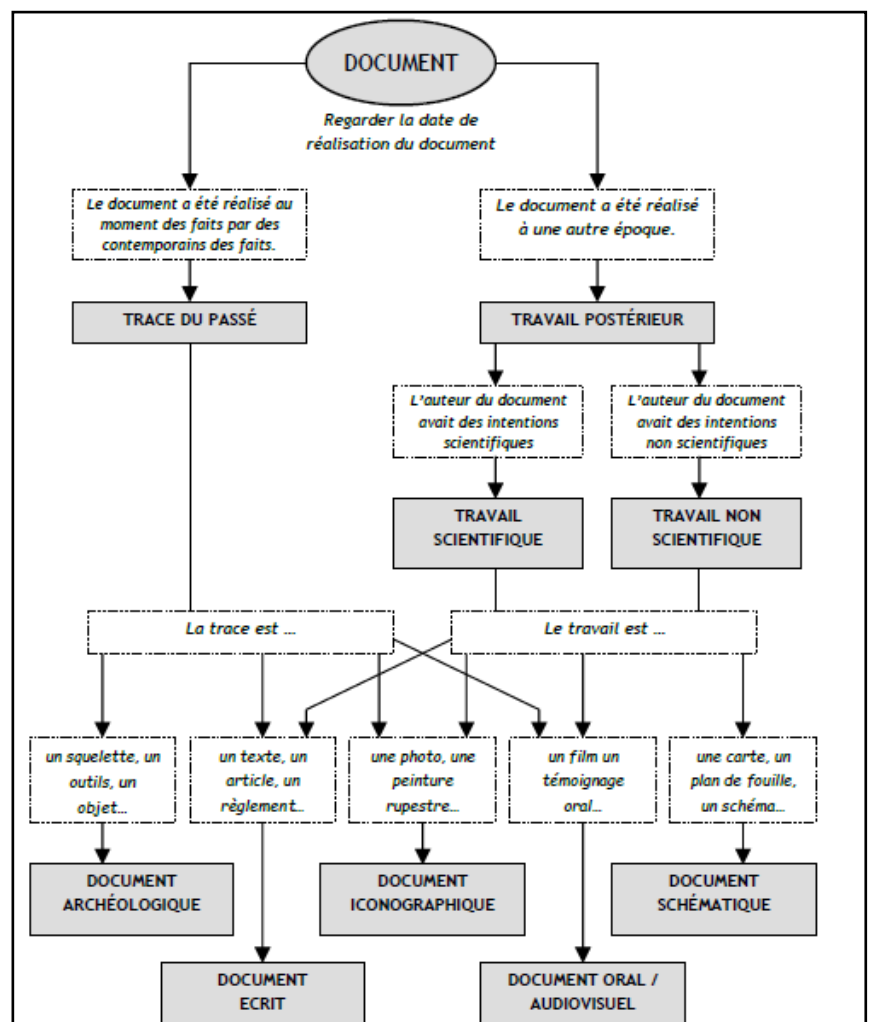 DOCUMENT
Regarder la date de
réalisation du document
Le document a été réalisé au
moment des faits par des
contemporains des faits.
Le document a été réalisé
à une autre époque.
TRACE DU PASSÉ
TRAVAIL POSTÉRIEUR
L'auteur du document
avait des intentions
scientifiques
L'auteur du document
avait des intentions
non scientifiques
TRAVAIL
SCIENTIFIQUE
TRAVAIL NON
SCIENTIFIQUE
La trace est ...
Le travail est ...
un squelette, un
outils, un
objet...
un texte, un
article, un
règlement...
une photo, une
peinture
rupestre...
un film un
témoignage
oral...
une carte, un
plan de fouille,
un schéma...
DOCUMENT
ARCHÉOLOGIQUE
DOCUMENT
ICONOGRAPHIQUE
DOCUMENT
SCHÉMATIQUE
DOCUMENT
ECRIT
DOCUMENT ORAL /
AUDIOVISUEL